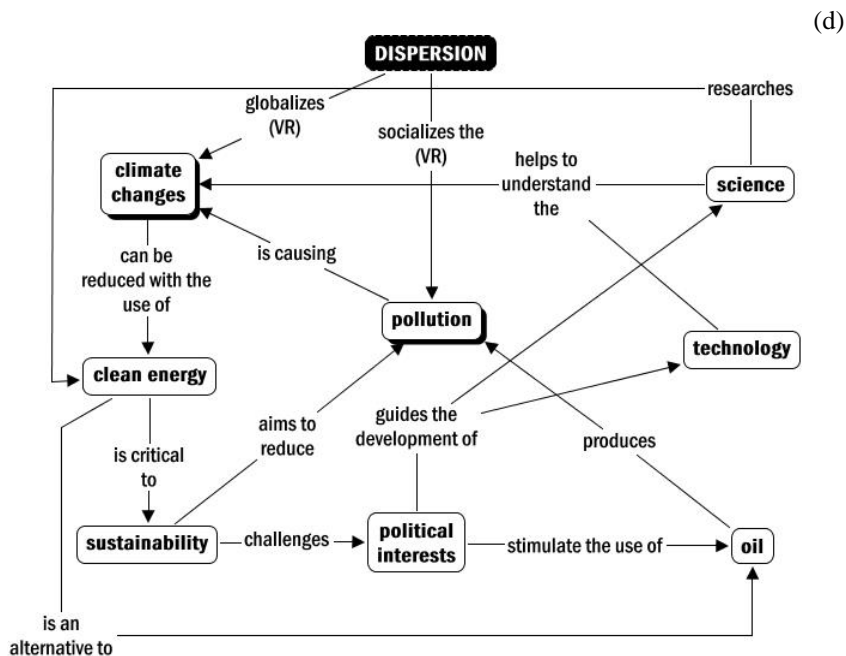 (d)
DISPERSION
researches
globalizes
(VR)
socializes the
(VR)
helps to
understand
the
climate
changes
science
can be
reduced with the
use of
is causing
pollution
technology
clean energy
aims to
reduce
guides the
development of
produces
is critical
to
sustainability
challenges
political
interests
stimulate the use of
oil
is an
alternative to